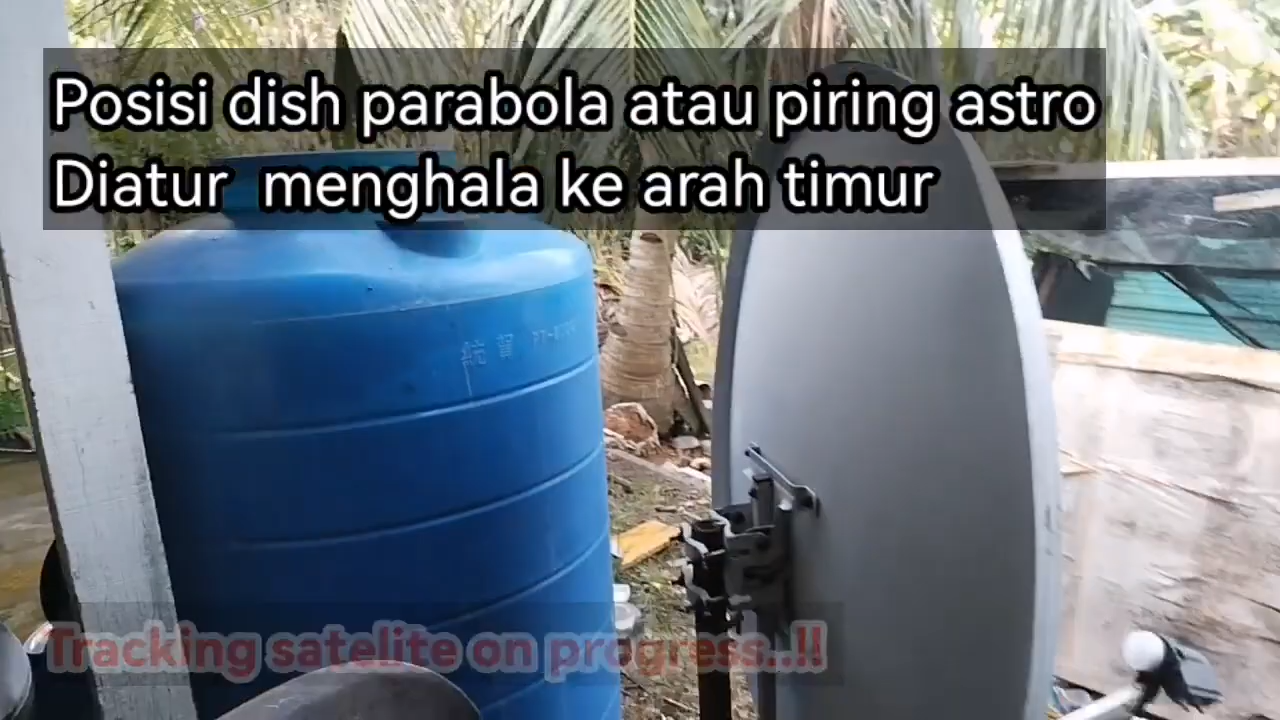 Posisi dish parabola atau piring astro
Diatur menghala ke arah timur
Tracking satelite on progress..!!